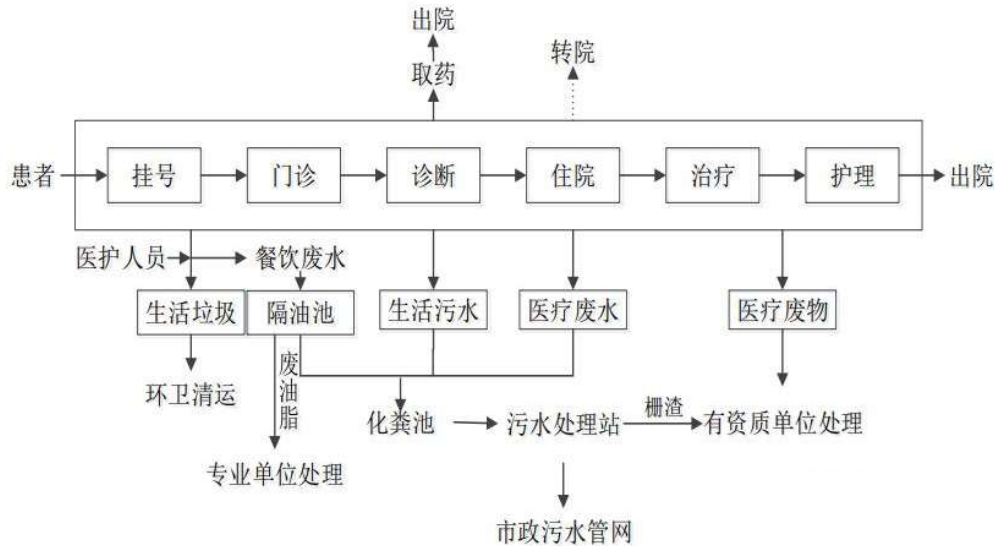 出院
取药
转院
患者
挂号
门诊
诊断
住院
治疗
护理
出院
医护人员
餐饮废水
生活垃圾
隔油池
生活污水
医疗废水
医疗废物
废油脂
环卫清运
化粪池
污水处理站
栅渣
有资质单位处理
专业单位处理
市政污水管网